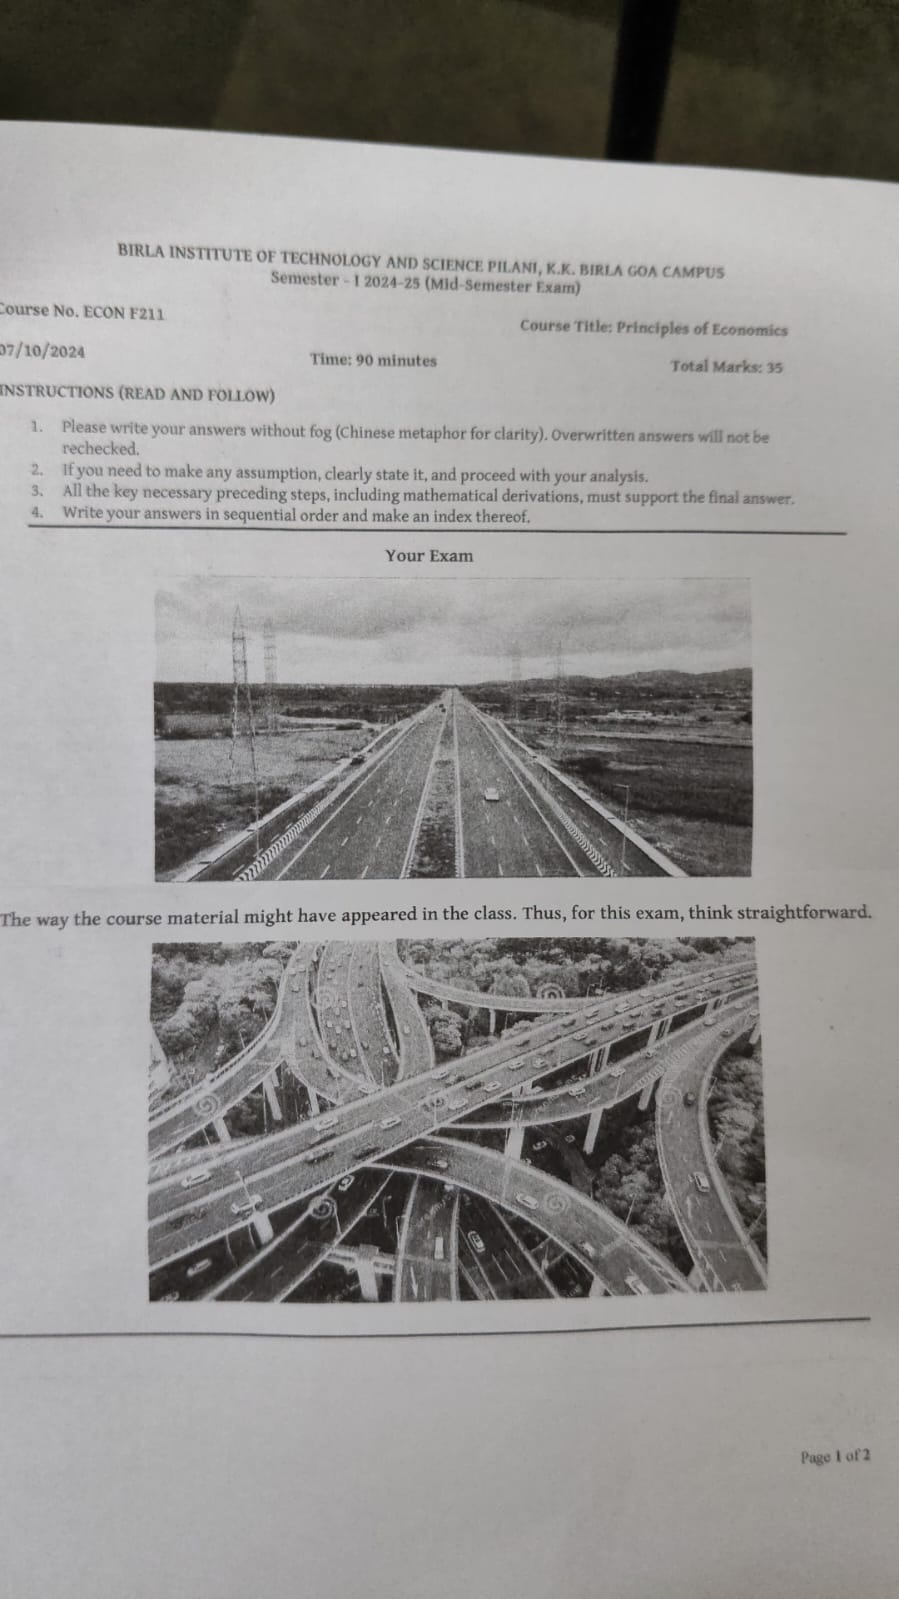 BIRLA INSTITUTE OF TECHNOLOGY AND SCIENCE PILANI, K.K. BIRLA GOA CAMPUS
Semester - I 2024-25 (Mid-Semester Exam)
Course No. ECON F211
Course Title: Principles of Economics
07/10/2024
Time: 90 minutes
Total Marks: 35
INSTRUCTIONS (READ AND FOLLOW)
1. Please write your answers without fog (Chinese metaphor for clarity). Overwritten answers will not be
rechecked.
2. If you need to make any assumption, clearly state it, and proceed with your analysis.
3. All the key necessary preceding steps, including mathematical derivations, must support the final answer.
4. Write your answers in sequential order and make an index thereof.
Your Exam
The way the course material might have appeared in the class. Thus, for this exam, think straightforward.
Page 1 of 2